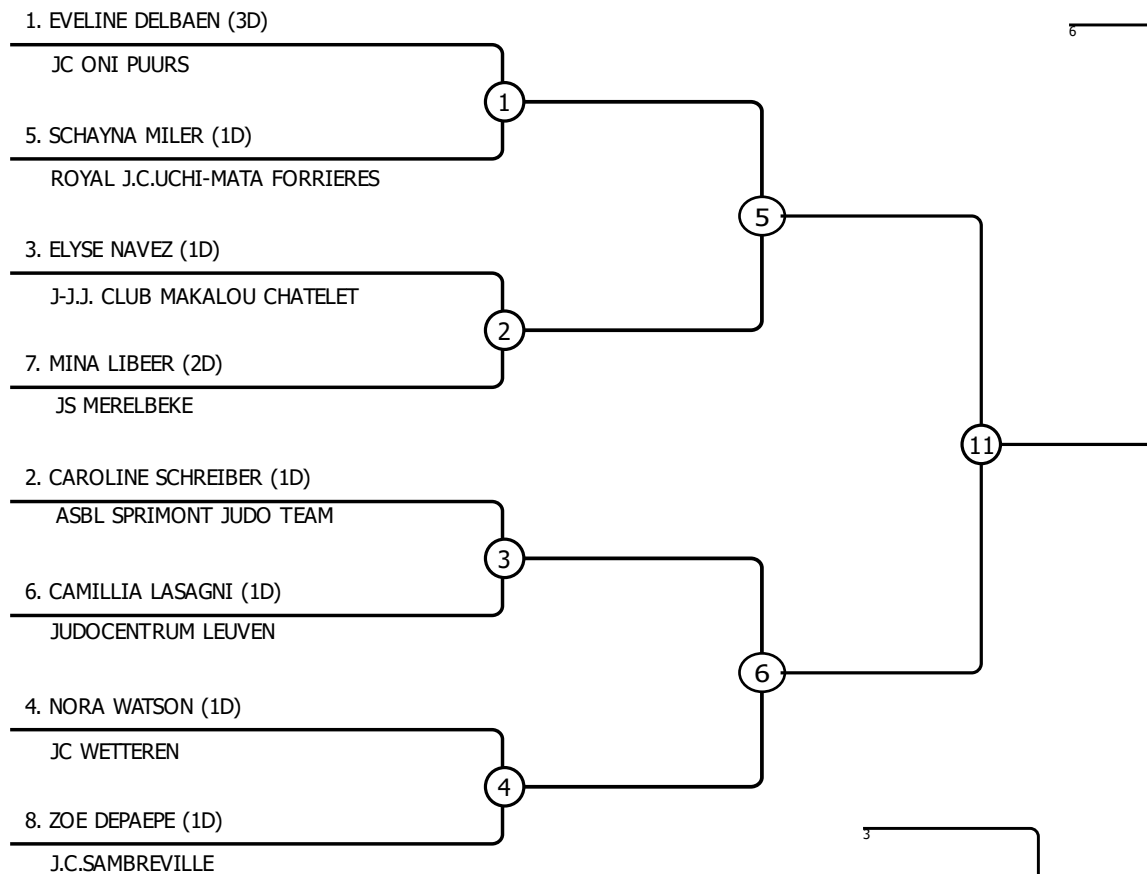 1. EVELINE DELBAEN (3D)
6
JC ONI PUURS
1
5. SCHAYNA MILER (1D)
ROYAL J.C.UCHI-MATA FORRIERES
5
3. ELYSE NAVEZ (1D)
J-J.J. CLUB MAKALOU CHATELET
2
7. MINA LIBEER (2D)
JS MERELBEKE
11
2. CAROLINE SCHREIBER (1D)
ASBL SPRIMONT JUDO TEAM
3
6. CAMILLIA LASAGNI (1D)
JUDOCENTRUM LEUVEN
6
4. NORA WATSON (1D)
JC WETTEREN
4
8. ZOE DEPAEPE (1D)
3
J.C.SAMBREVILLE